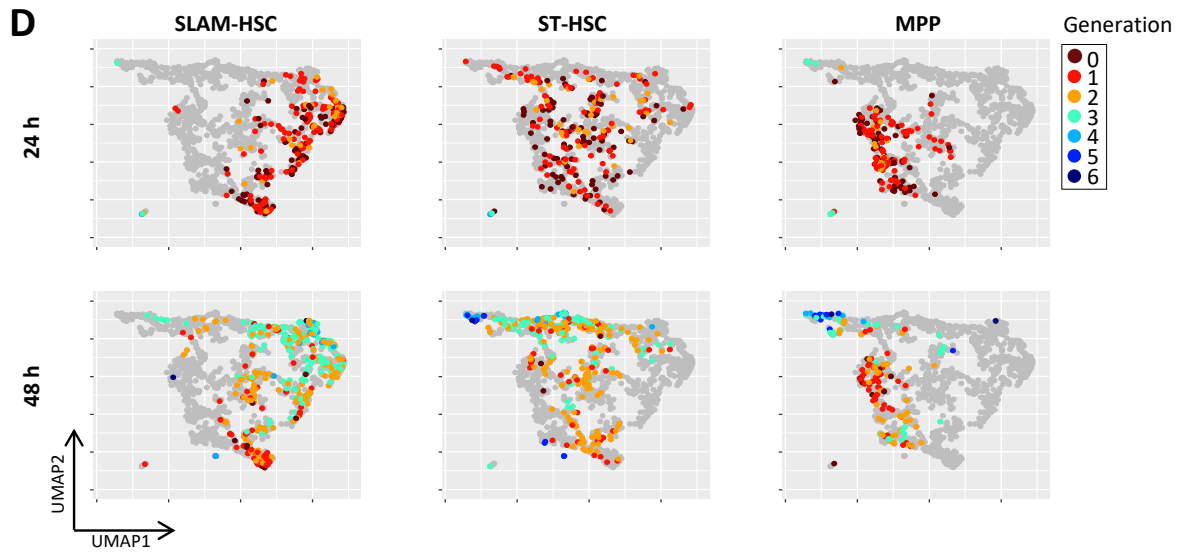 D
SLAM-HSC
ST-HSC
MPP
Generation
0
1
2
3
4
5
6
24 h
48 h
UMAP2
UMAP1